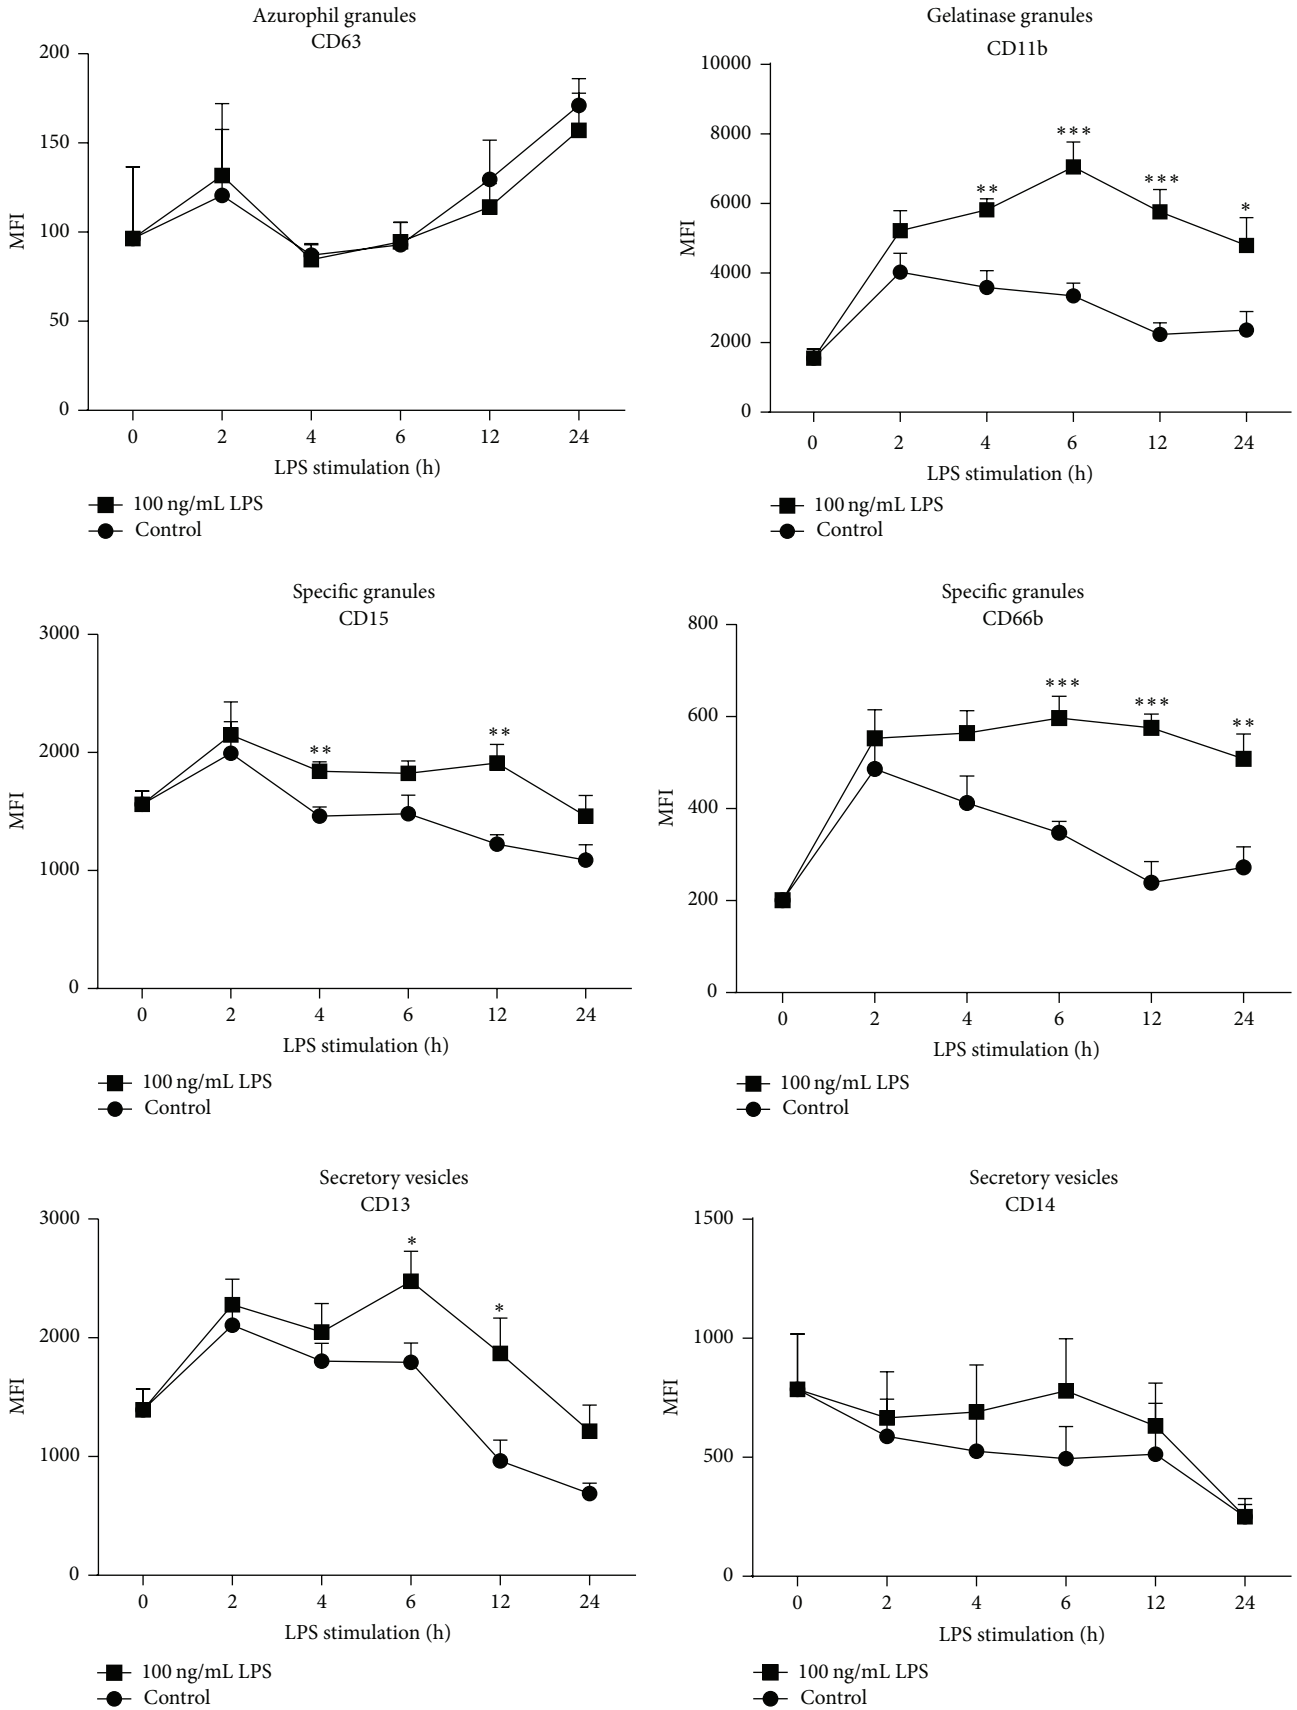 Azurophil granules
CD63
200
150
100
50
0
MFI
0 2 4 6 12 24
LPS stimulation (h)
100 ng/mL LPS
Control
Gelatinase granules
CD11b
10000
8000
6000
4000
2000
0
MFI
** *** *** *
0 2 4 6 12 24
LPS stimulation (h)
100 ng/mL LPS
Control
Specific granules
CD15
3000
2000
1000
0
MFI
** **
0 2 4 6 12 24
LPS stimulation (h)
100 ng/mL LPS
Control
Specific granules
CD66b
800
600
400
200
0
MFI
*** *** **
0 2 4 6 12 24
LPS stimulation (h)
100 ng/mL LPS
Control
Secretory vesicles
CD13
3000
2000
1000
0
MFI
* *
0 2 4 6 12 24
LPS stimulation (h)
100 ng/mL LPS
Control
Secretory vesicles
CD14
1500
1000
500
0
MFI
0 2 4 6 12 24
LPS stimulation (h)
100 ng/mL LPS
Control